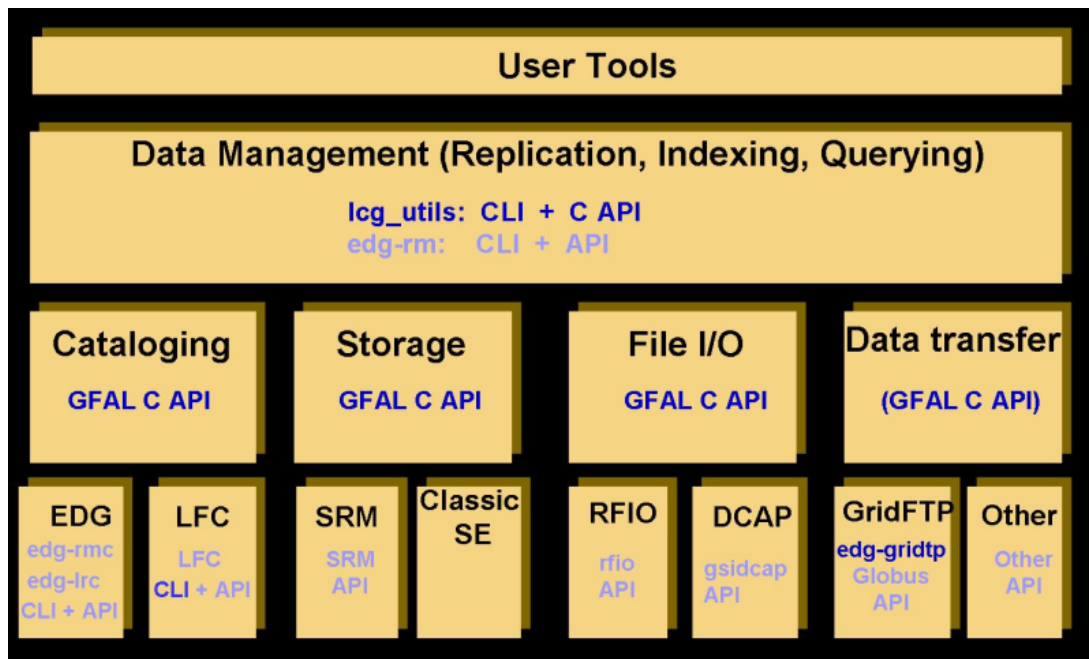 User Tools
Data Management (Replication, Indexing, Querying)
lcg_utils: CLI + C API
edg-rm: CLI + API
Cataloging
GFAL C API
Storage
GFAL C API
File I/O
GFAL C API
Data transfer
(GFAL C API)
EDG
edg-rmc
edg-lrc
CLI + API
LFC
LFC
CLI + API
SRM
SRM
API
Classic
SE
RFIO
rfio
API
DCAP
gsidcap
API
GridFTP
edg-gridtp
Globus
API
Other
Other
API